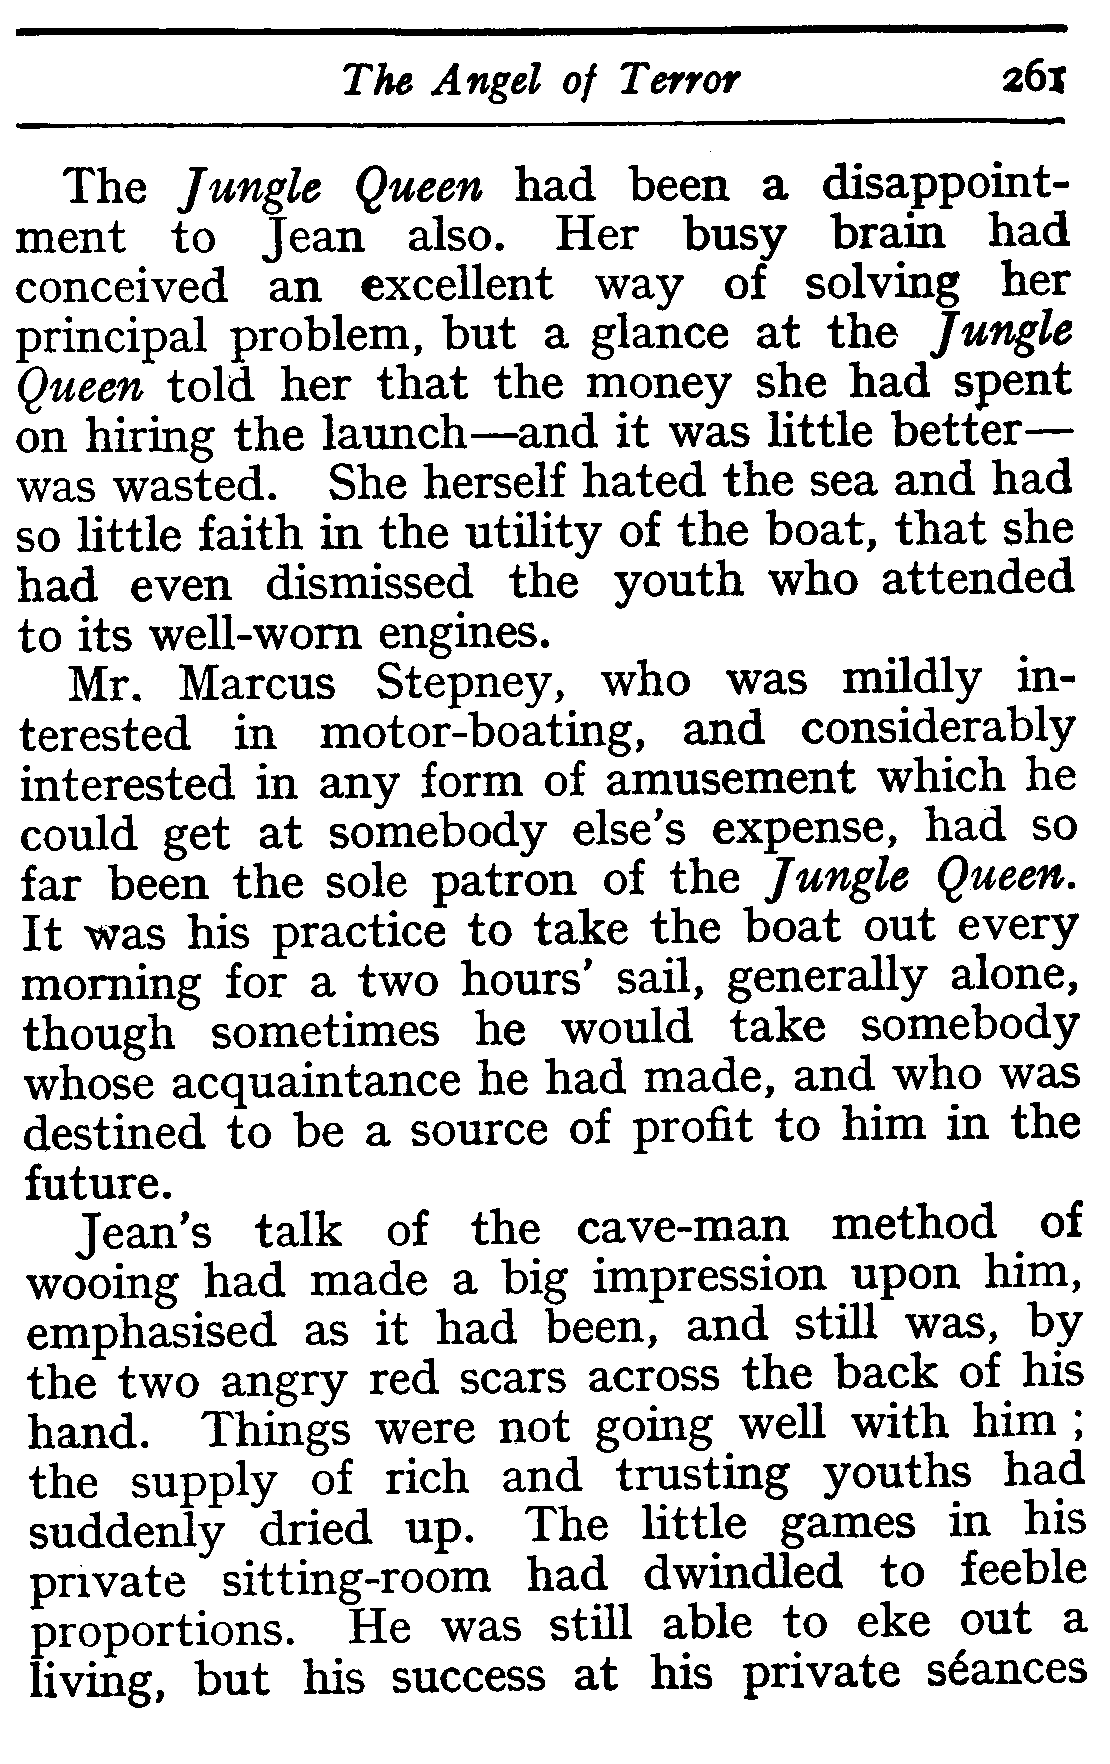 The Angel of Terror 261
The Jungle Queen had been a disappoint-
ment to Jean also. Her busy brain had
conceived an excellent way of solving her
principal problem, but a glance at the Jungle
Queen told her that the money she had spent
on hiring the launch—and it was little better—
was wasted. She herself hated the sea and had
so little faith in the utility of the boat, that she
had even dismissed the youth who attended
to its well-worn engines.
Mr. Marcus Stepney, who was mildly in-
terested in motor-boating, and considerably
interested in any form of amusement which he
could get at somebody else's expense, had so
far been the sole patron of the Jungle Queen.
It was his practice to take the boat out every
morning for a two hours' sail, generally alone,
though sometimes he would take somebody
whose acquaintance he had made, and who was
destined to be a source of profit to him in the
future.
Jean's talk of the cave-man method of
wooing had made a big impression upon him,
emphasised as it had been, and still was, by
the two angry red scars across the back of his
hand. Things were not going well with him ;
the supply of rich and trusting youths had
suddenly dried up. The little games in his
private sitting-room had dwindled to feeble
proportions. He was still able to eke out a
living, but his success at his private séances